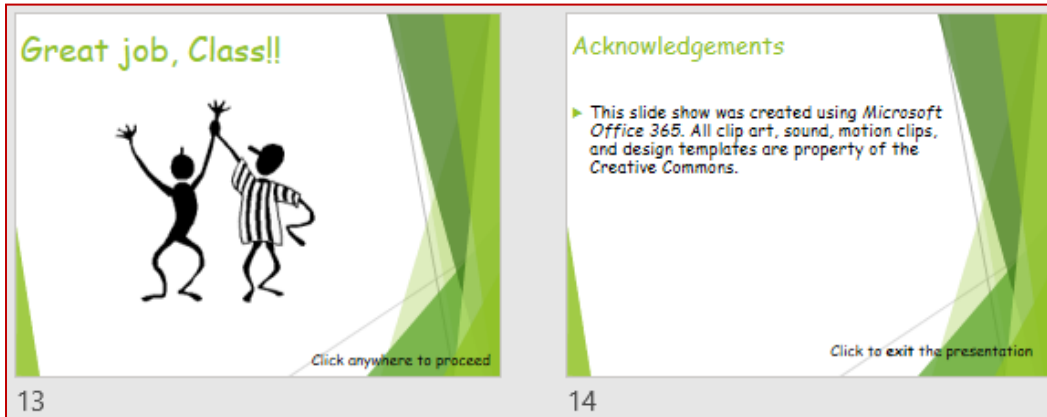 Great job, Class!!
Click anywhere to proceed
13
Acknowledgements
This slide show was created using Microsoft
Office 365. All clip art, sound, motion clips,
and design templates are property of the
Creative Commons.
Click to exit the presentation
14